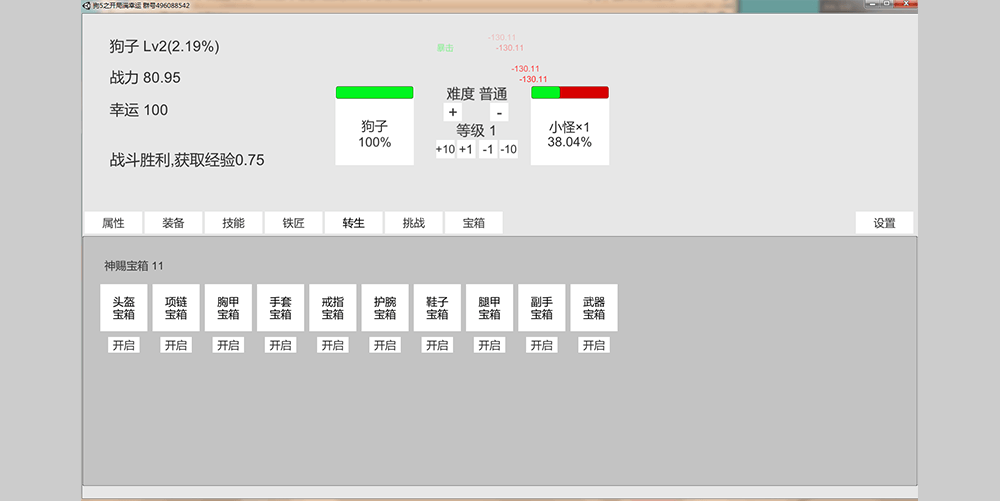 狗5之开局满幸运 群号496088542
狗子 Lv2(2.19%)
战力 80.95
幸运 100
战斗胜利,获取经验0.75
暴击
-130.11
-130.11
-130.11
-130.11
难度 普通
+ -
等级 1
+10 +1 -1 -10
狗子
100%
小怪×1
38.04%
属性 装备 技能 铁匠 转生 挑战 宝箱 设置
神赐宝箱 11
头盔 项链 胸甲 手套 戒指 护腕 鞋子 腿甲 副手 武器
宝箱 宝箱 宝箱 宝箱 宝箱 宝箱 宝箱 宝箱 宝箱 宝箱
开启 开启 开启 开启 开启 开启 开启 开启 开启 开启